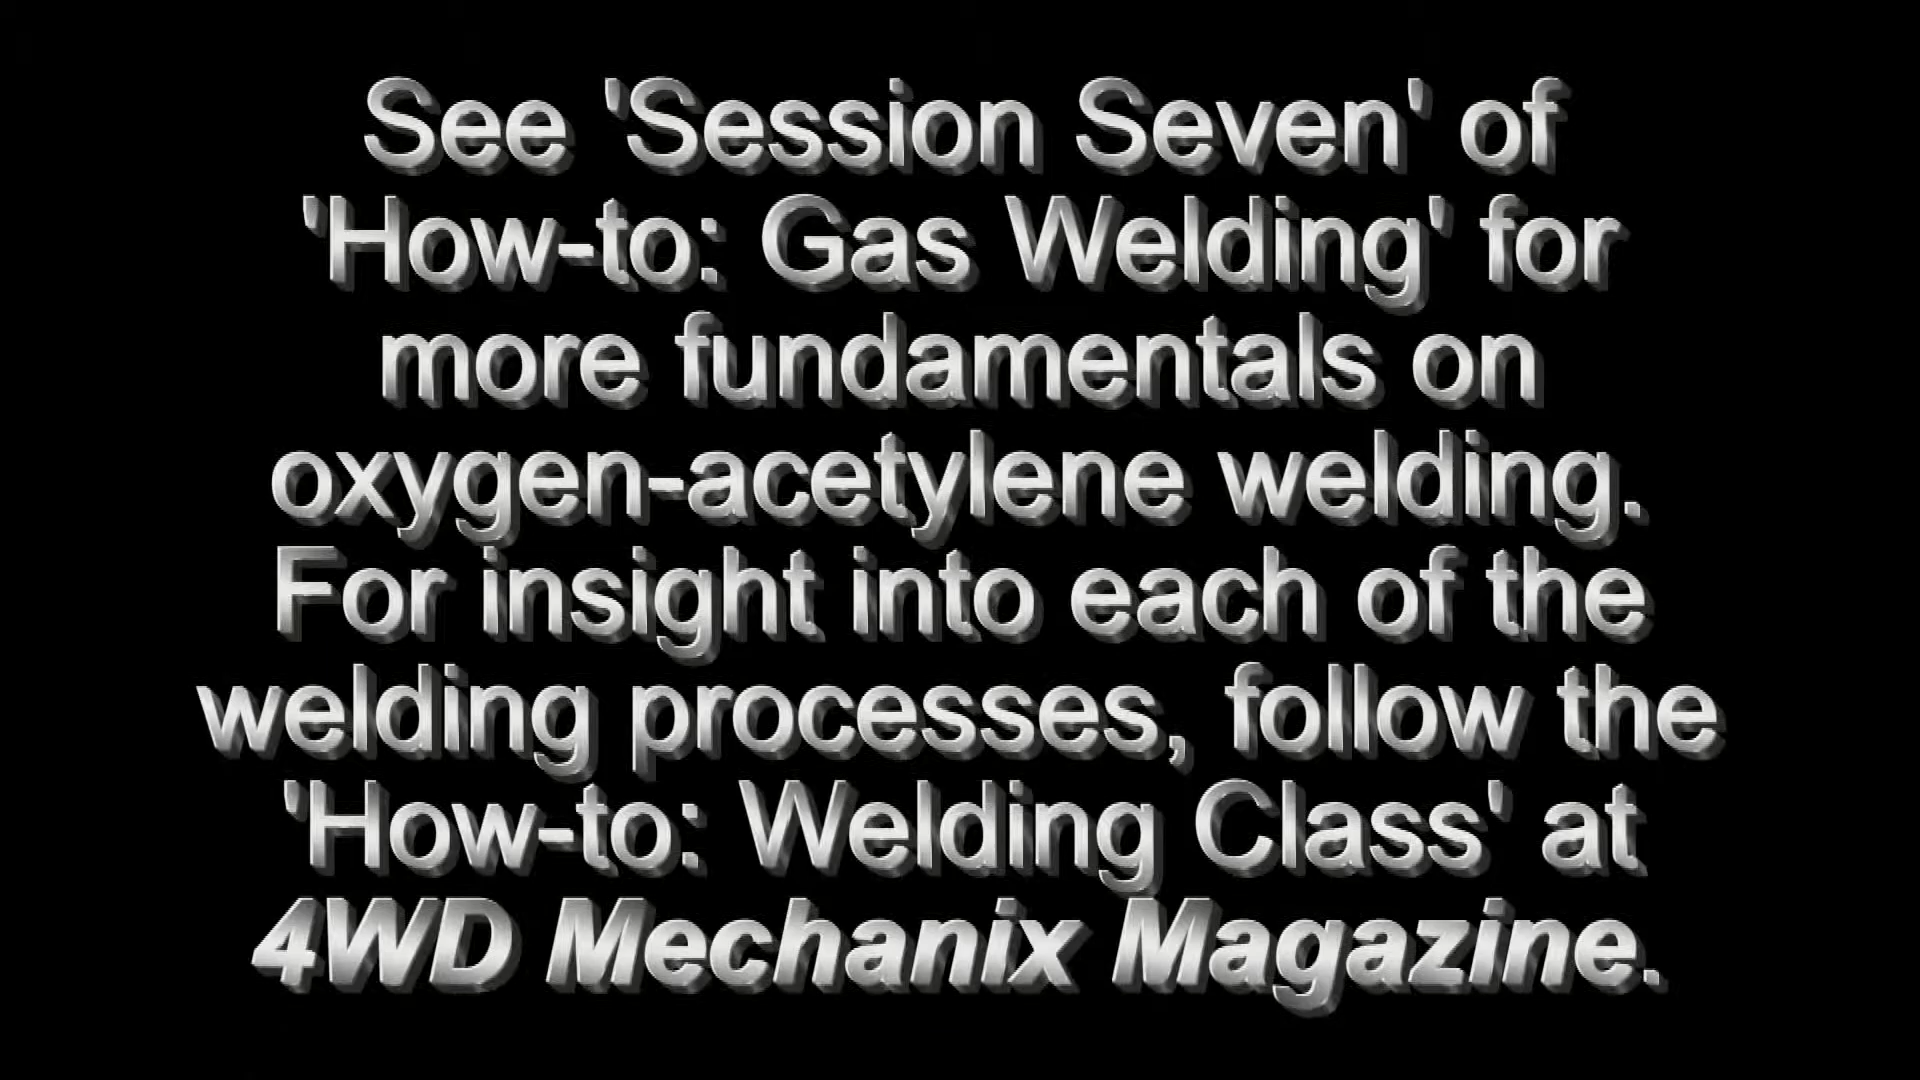 See 'Session Seven' of
'How-to: Gas Welding' for
more fundamentals on
oxygen-acetylene welding.
For insight into each of the
welding processes, follow the
'How-to: Welding Class' at
4WD Mechanix Magazine.